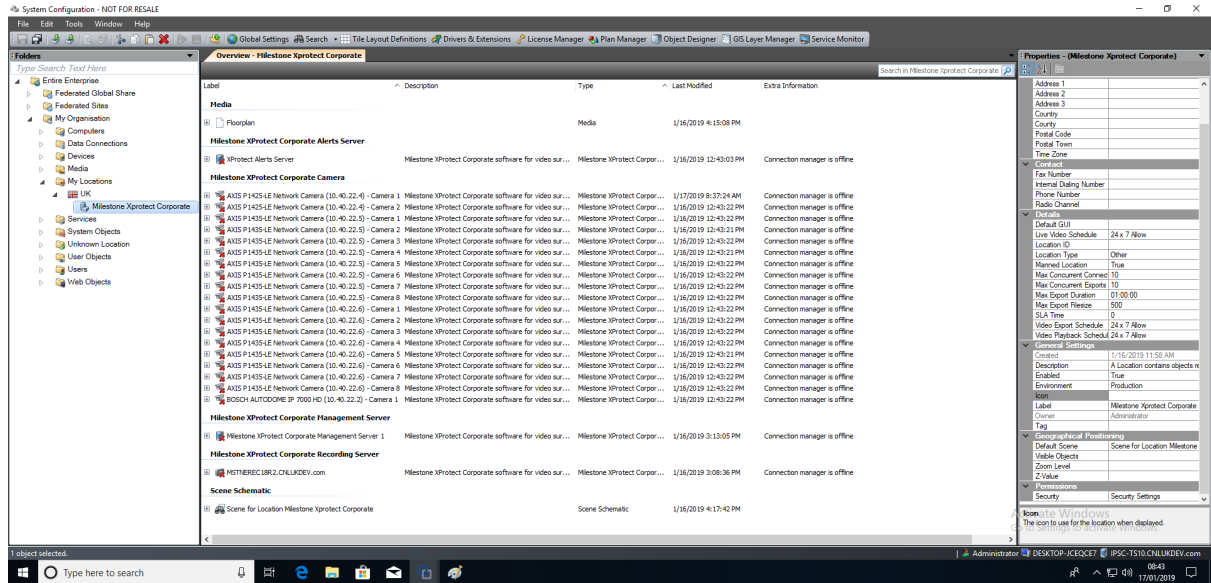 System Configuration - NOT FOR RESALE
File Edit Tools Window Help
Global Settings Search Tile Layout Definitions Drivers & Extensions License Manager Plan Manager Object Designer GIS Layer Manager Service Monitor
Folders
Type Search Text Here
Entire Enterprise
Federated Global Share
Federated Sites
My Organisation
Computers
Data Connections
Devices
Media
My Locations
UK
Milestone Xprotect Corporate
Services
System Objects
Unknown Location
User Objects
Users
Web Objects
Overview - Milestone Xprotect Corporate
Search in Milestone Xprotect Corporate
Label Description Type Last Modified Extra Information
Media
Floorplan Media 1/16/2019 4:15:08 PM
Milestone XProtect Corporate Alerts Server
XProtect Alerts Server Milestone XProtect Corporate software for video sur... Milestone XProtect Corpor... 1/16/2019 12:43:03 PM Connection manager is offline
Milestone XProtect Corporate Camera
AXIS P1425-LE Network Camera (10.40.22.4) - Camera 1 Milestone XProtect Corporate software for video sur... Milestone XProtect Corpor... 1/17/2019 8:37:24 AM Connection manager is offline
AXIS P1425-LE Network Camera (10.40.22.4) - Camera 2 Milestone XProtect Corporate software for video sur... Milestone XProtect Corpor... 1/16/2019 12:43:22 PM Connection manager is offline
AXIS P1435-LE Network Camera (10.40.22.5) - Camera 1 Milestone XProtect Corporate software for video sur... Milestone XProtect Corpor... 1/16/2019 12:43:22 PM Connection manager is offline
AXIS P1435-LE Network Camera (10.40.22.5) - Camera 2 Milestone XProtect Corporate software for video sur... Milestone XProtect Corpor... 1/16/2019 12:43:21 PM Connection manager is offline
AXIS P1435-LE Network Camera (10.40.22.5) - Camera 3 Milestone XProtect Corporate software for video sur... Milestone XProtect Corpor... 1/16/2019 12:43:22 PM Connection manager is offline
AXIS P1435-LE Network Camera (10.40.22.5) - Camera 4 Milestone XProtect Corporate software for video sur... Milestone XProtect Corpor... 1/16/2019 12:43:21 PM Connection manager is offline
AXIS P1435-LE Network Camera (10.40.22.5) - Camera 5 Milestone XProtect Corporate software for video sur... Milestone XProtect Corpor... 1/16/2019 12:43:22 PM Connection manager is offline
AXIS P1435-LE Network Camera (10.40.22.5) - Camera 6 Milestone XProtect Corporate software for video sur... Milestone XProtect Corpor... 1/16/2019 12:43:22 PM Connection manager is offline
AXIS P1435-LE Network Camera (10.40.22.5) - Camera 7 Milestone XProtect Corporate software for video sur... Milestone XProtect Corpor... 1/16/2019 12:43:22 PM Connection manager is offline
AXIS P1435-LE Network Camera (10.40.22.5) - Camera 8 Milestone XProtect Corporate software for video sur... Milestone XProtect Corpor... 1/16/2019 12:43:22 PM Connection manager is offline
AXIS P1435-LE Network Camera (10.40.22.6) - Camera 1 Milestone XProtect Corporate software for video sur... Milestone XProtect Corpor... 1/16/2019 12:43:22 PM Connection manager is offline
AXIS P1435-LE Network Camera (10.40.22.6) - Camera 2 Milestone XProtect Corporate software for video sur... Milestone XProtect Corpor... 1/16/2019 12:43:22 PM Connection manager is offline
AXIS P1435-LE Network Camera (10.40.22.6) - Camera 3 Milestone XProtect Corporate software for video sur... Milestone XProtect Corpor... 1/16/2019 12:43:22 PM Connection manager is offline
AXIS P1435-LE Network Camera (10.40.22.6) - Camera 4 Milestone XProtect Corporate software for video sur... Milestone XProtect Corpor... 1/16/2019 12:43:22 PM Connection manager is offline
AXIS P1435-LE Network Camera (10.40.22.6) - Camera 5 Milestone XProtect Corporate software for video sur... Milestone XProtect Corpor... 1/16/2019 12:43:21 PM Connection manager is offline
AXIS P1435-LE Network Camera (10.40.22.6) - Camera 6 Milestone XProtect Corporate software for video sur... Milestone XProtect Corpor... 1/16/2019 12:43:22 PM Connection manager is offline
AXIS P1435-LE Network Camera (10.40.22.6) - Camera 7 Milestone XProtect Corporate software for video sur... Milestone XProtect Corpor... 1/16/2019 12:43:22 PM Connection manager is offline
AXIS P1435-LE Network Camera (10.40.22.6) - Camera 8 Milestone XProtect Corporate software for video sur... Milestone XProtect Corpor... 1/16/2019 12:43:22 PM Connection manager is offline
BOSCH AUTODOME IP 7000 HD (10.40.22.2) - Camera 1 Milestone XProtect Corporate software for video sur... Milestone XProtect Corpor... 1/16/2019 12:43:22 PM Connection manager is offline
Milestone XProtect Corporate Management Server
Milestone XProtect Corporate Management Server 1 Milestone XProtect Corporate software for video sur... Milestone XProtect Corpor... 1/16/2019 3:13:05 PM Connection manager is offline
Milestone XProtect Corporate Recording Server
MSTNEREC18R2.CNLUKDEV.com Milestone XProtect Corporate software for video sur... Milestone XProtect Corpor... 1/16/2019 3:08:36 PM Connection manager is offline
Scene Schematic
Scene for Location Milestone Xprotect Corporate Scene Schematic 1/16/2019 4:17:42 PM
Properties - (Milestone Xprotect Corporate)
Address 1
Address 2
Address 3
Country
County
Postal Code
Postal Town
Time Zone
Contact
Fax Number
Internal Dialing Number
Phone Number
Radio Channel
Details
Default GUI
Live Video Schedule 24 x 7 Allow
Location ID
Location Type Other
Manned Location True
Max Concurrent Connec 10
Max Concurrent Exports 10
Max Export Duration 01:00:00
Max Export Filesize 500
SLA Time 0
Video Export Schedule 24 x 7 Allow
Video Playback Schedul 24 x 7 Allow
General Settings
Created 1/16/2019 11:58 AM
Description A Location contains objects re
Enabled True
Environment Production
Icon
Label Milestone Xprotect Corporate
Owner Administrator
Tag
Geographical Positioning
Default Scene Scene for Location Milestone
Visible Objects
Zoom Level
Z-Value
Permissions
Security Security Settings
Icon
The icon to use for the location when displayed.
Activate Windows
Go to Settings to activate Windows.
1 object selected.
Administrator DESKTOP-JCEQCE7 IPSC-TS10.CNLUKDEV.com
Type here to search
08:43
17/01/2019